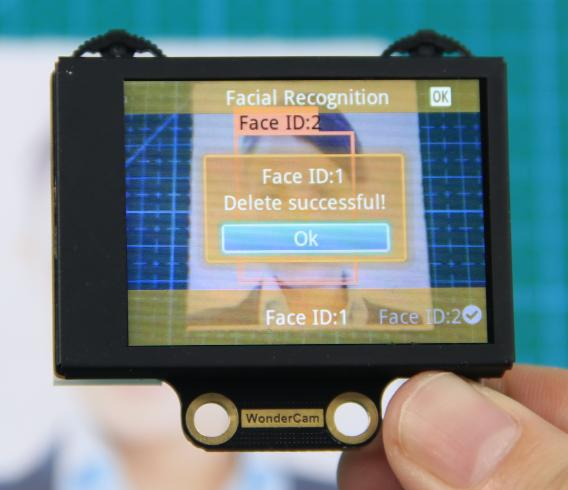 Facial Recognition OK
Face ID:2
Face ID:1
Delete successful!
Ok
Face ID:1 Face ID:2
WonderCam